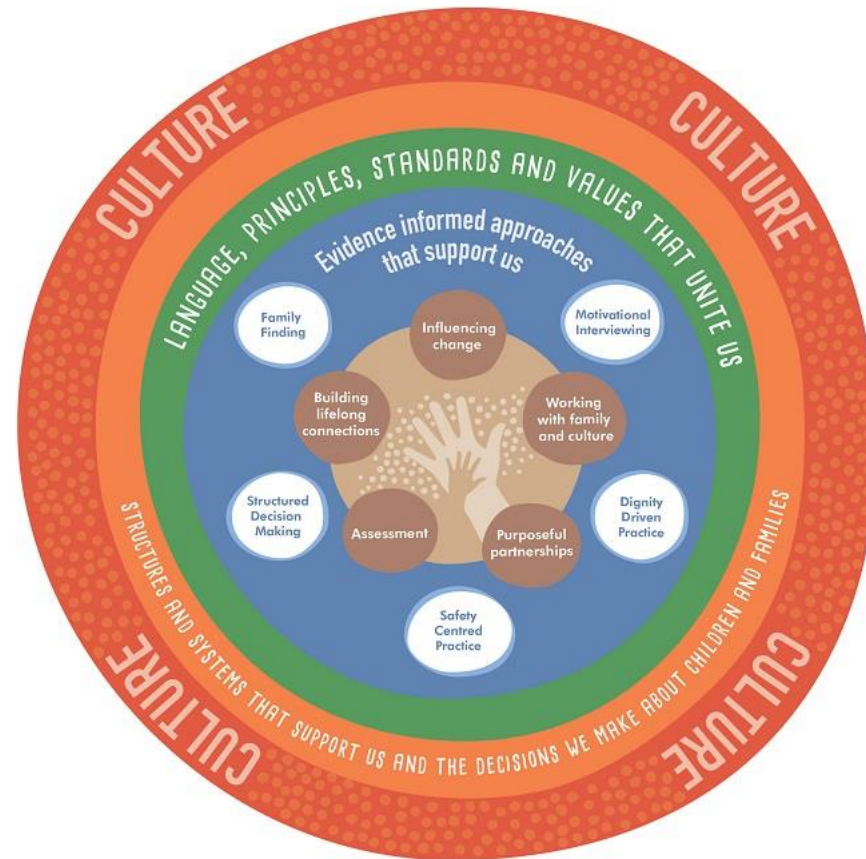 CULTURE
CULTURE
LANGUAGE, PRINCIPLES, STANDARDS AND VALUES THAT UNITE US
Evidence informed approaches
that support us
Family
Finding
Influencing
change
Motivational
Interviewing
Building
lifelong
connections
Working
with family
and culture
Structured
Decision
Making
Assessment
Purposeful
partnerships
Dignity
Driven
Practice
Safety
Centred
Practice
STRUCTURES AND SYSTEMS THAT SUPPORT US AND THE DECISIONS WE MAKE ABOUT CHILDREN AND FAMILIES
CULTURE
CULTURE